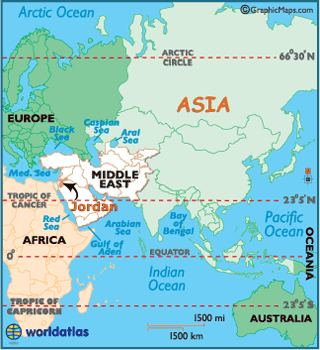 © GraphicMaps.com
Arctic Ocean
ARCTIC
CIRCLE
66°30'N
ASIA
EUROPE
Black
Sea
Caspian
Sea
Aral
Sea
Med. Sea
MIDDLE
EAST
TROPIC OF
CANCER
Jordan
23°5'N
Red
Sea
Arabian
Sea
Bay of
Bengal
Pacific
Ocean
AFRICA
Gulf of Aden
0°
EQUATOR
OCEANIA
Indian
Ocean
TROPIC OF
CAPRICORN
23°5'S
1500 mi
1500 km
AUSTRALIA
worldatlas